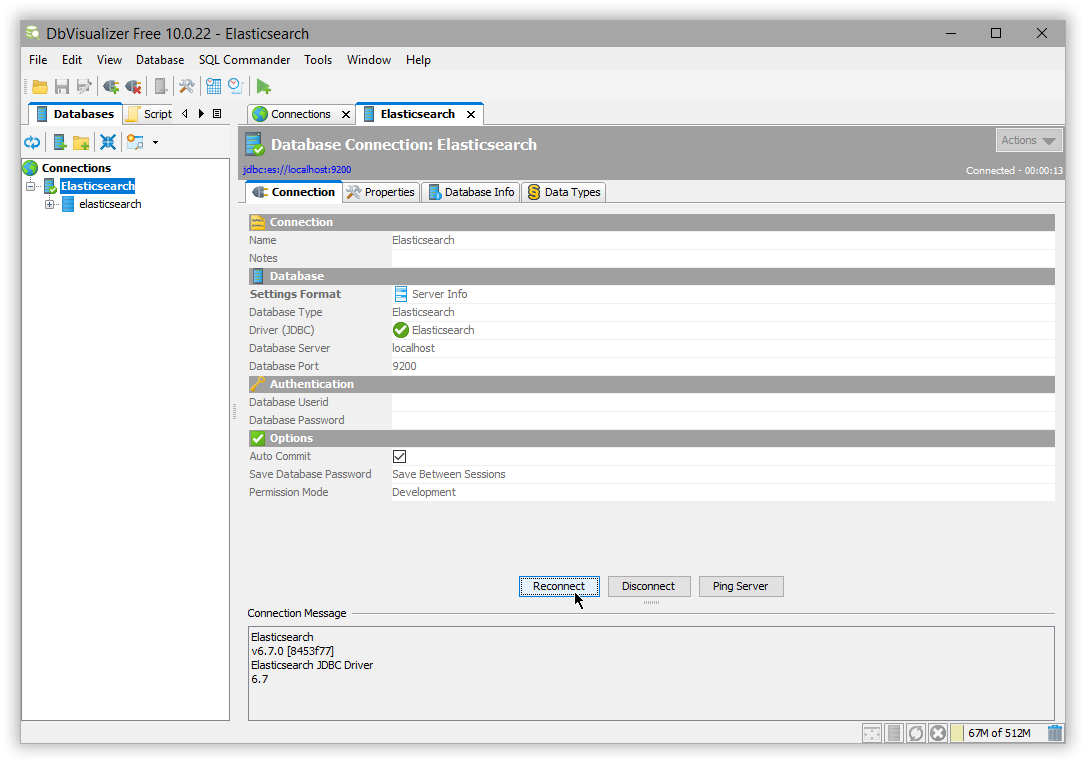 DbVisualizer Free 10.0.22 - Elasticsearch
File Edit View Database SQL Commander Tools Window Help
Databases Script
Connections Elasticsearch
Database Connection: Elasticsearch
Actions
jdbc:es://localhost:9200
Connected - 00:00:13
Connections
Elasticsearch
elasticsearch
Connection Properties Database Info Data Types
Connection
Name Elasticsearch
Notes
Database
Settings Format Server Info
Database Type Elasticsearch
Driver (JDBC) Elasticsearch
Database Server localhost
Database Port 9200
Authentication
Database Userid
Database Password
Options
Auto Commit
Save Database Password Save Between Sessions
Permission Mode Development
Reconnect Disconnect Ping Server
Connection Message
Elasticsearch
v6.7.0 [8453f77]
Elasticsearch JDBC Driver
6.7
67M of 512M